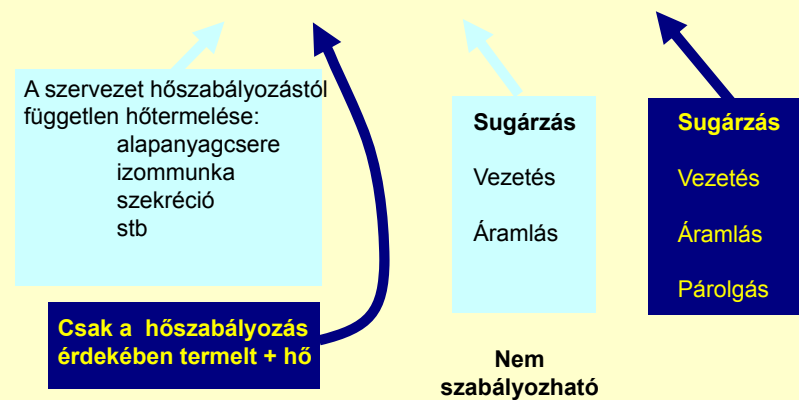 A szervezet hőszabályozástól
független hőtermelése:
alapanyagcsere
izommunka
szekréció
stb
Csak a hőszabályozás
érdekében termelt + hő
Sugárzás
Vezetés
Áramlás
Nem
szabályozható
Sugárzás
Vezetés
Áramlás
Párolgás